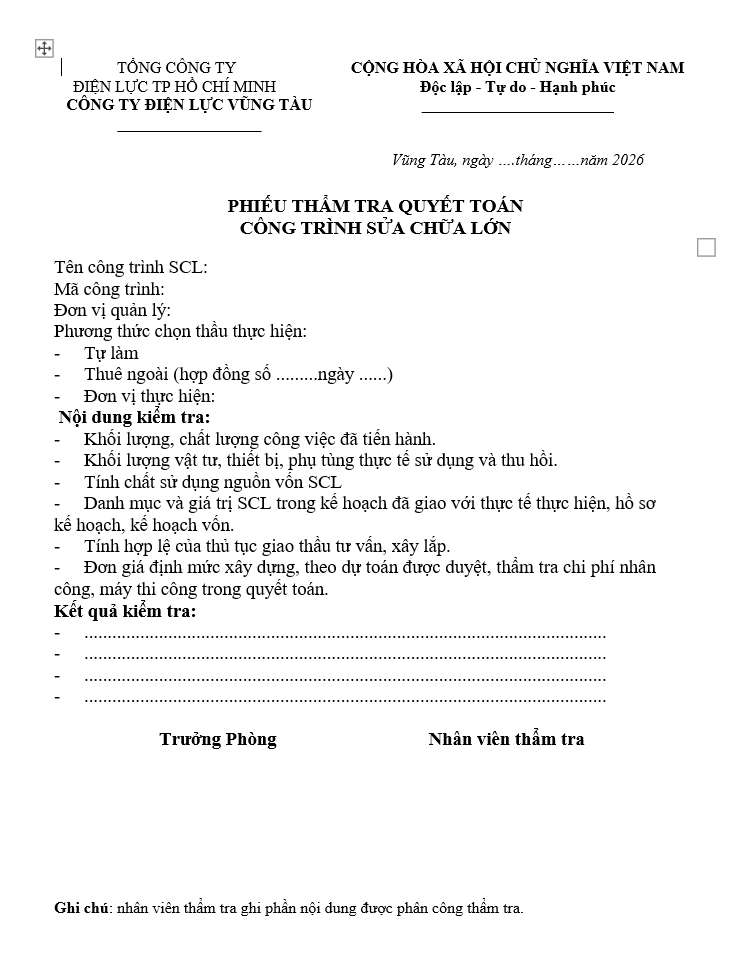 TỔNG CÔNG TY
ĐIỆN LỰC TP HỒ CHÍ MINH
CÔNG TY ĐIỆN LỰC VŨNG TÀU
CỘNG HÒA XÃ HỘI CHỦ NGHĨA VIỆT NAM
Độc lập - Tự do - Hạnh phúc
Vũng Tàu, ngày ….tháng……năm 2026
PHIẾU THẨM TRA QUYẾT TOÁN
CÔNG TRÌNH SỬA CHỮA LỚN
Tên công trình SCL:
Mã công trình:
Đơn vị quản lý:
Phương thức chọn thầu thực hiện:
- Tự làm
- Thuê ngoài (hợp đồng số .........ngày ......)
- Đơn vị thực hiện:
Nội dung kiểm tra:
- Khối lượng, chất lượng công việc đã tiến hành.
- Khối lượng vật tư, thiết bị, phụ tùng thực tế sử dụng và thu hồi.
- Tính chất sử dụng nguồn vốn SCL
- Danh mục và giá trị SCL trong kế hoạch đã giao với thực tế thực hiện, hồ sơ
kế hoạch, kế hoạch vốn.
- Tính hợp lệ của thủ tục giao thầu tư vấn, xây lắp.
- Đơn giá định mức xây dựng, theo dự toán được duyệt, thẩm tra chi phí nhân
công, máy thi công trong quyết toán.
Kết quả kiểm tra:
- ................................................................................................................
- ................................................................................................................
- ................................................................................................................
- ................................................................................................................
Trưởng Phòng
Nhân viên thẩm tra
Ghi chú: nhân viên thẩm tra ghi phần nội dung được phân công thẩm tra.